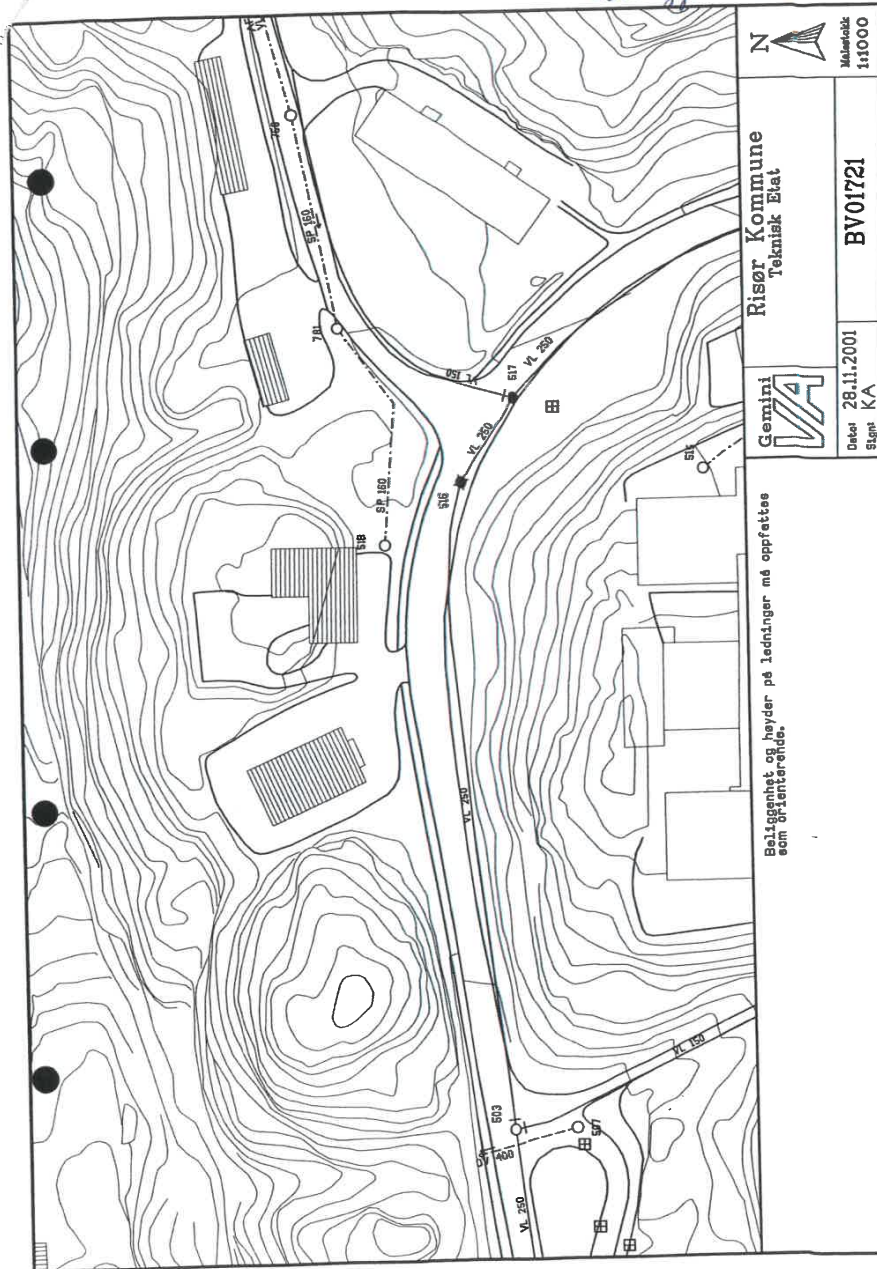 N
Målestokk
1:1000
Risør Kommune
Teknisk Etat
BV01721
Gemini
VA
Dato: 28.11.2001
Sign: KA
Beliggenhet og høyder på ledninger må oppfattes
som orienterende.
768
SP 160
781
VL 150
517
VL 250
VL 250
516
SP 160
518
515
VL 250
VL 150
503
507
400
VL 250